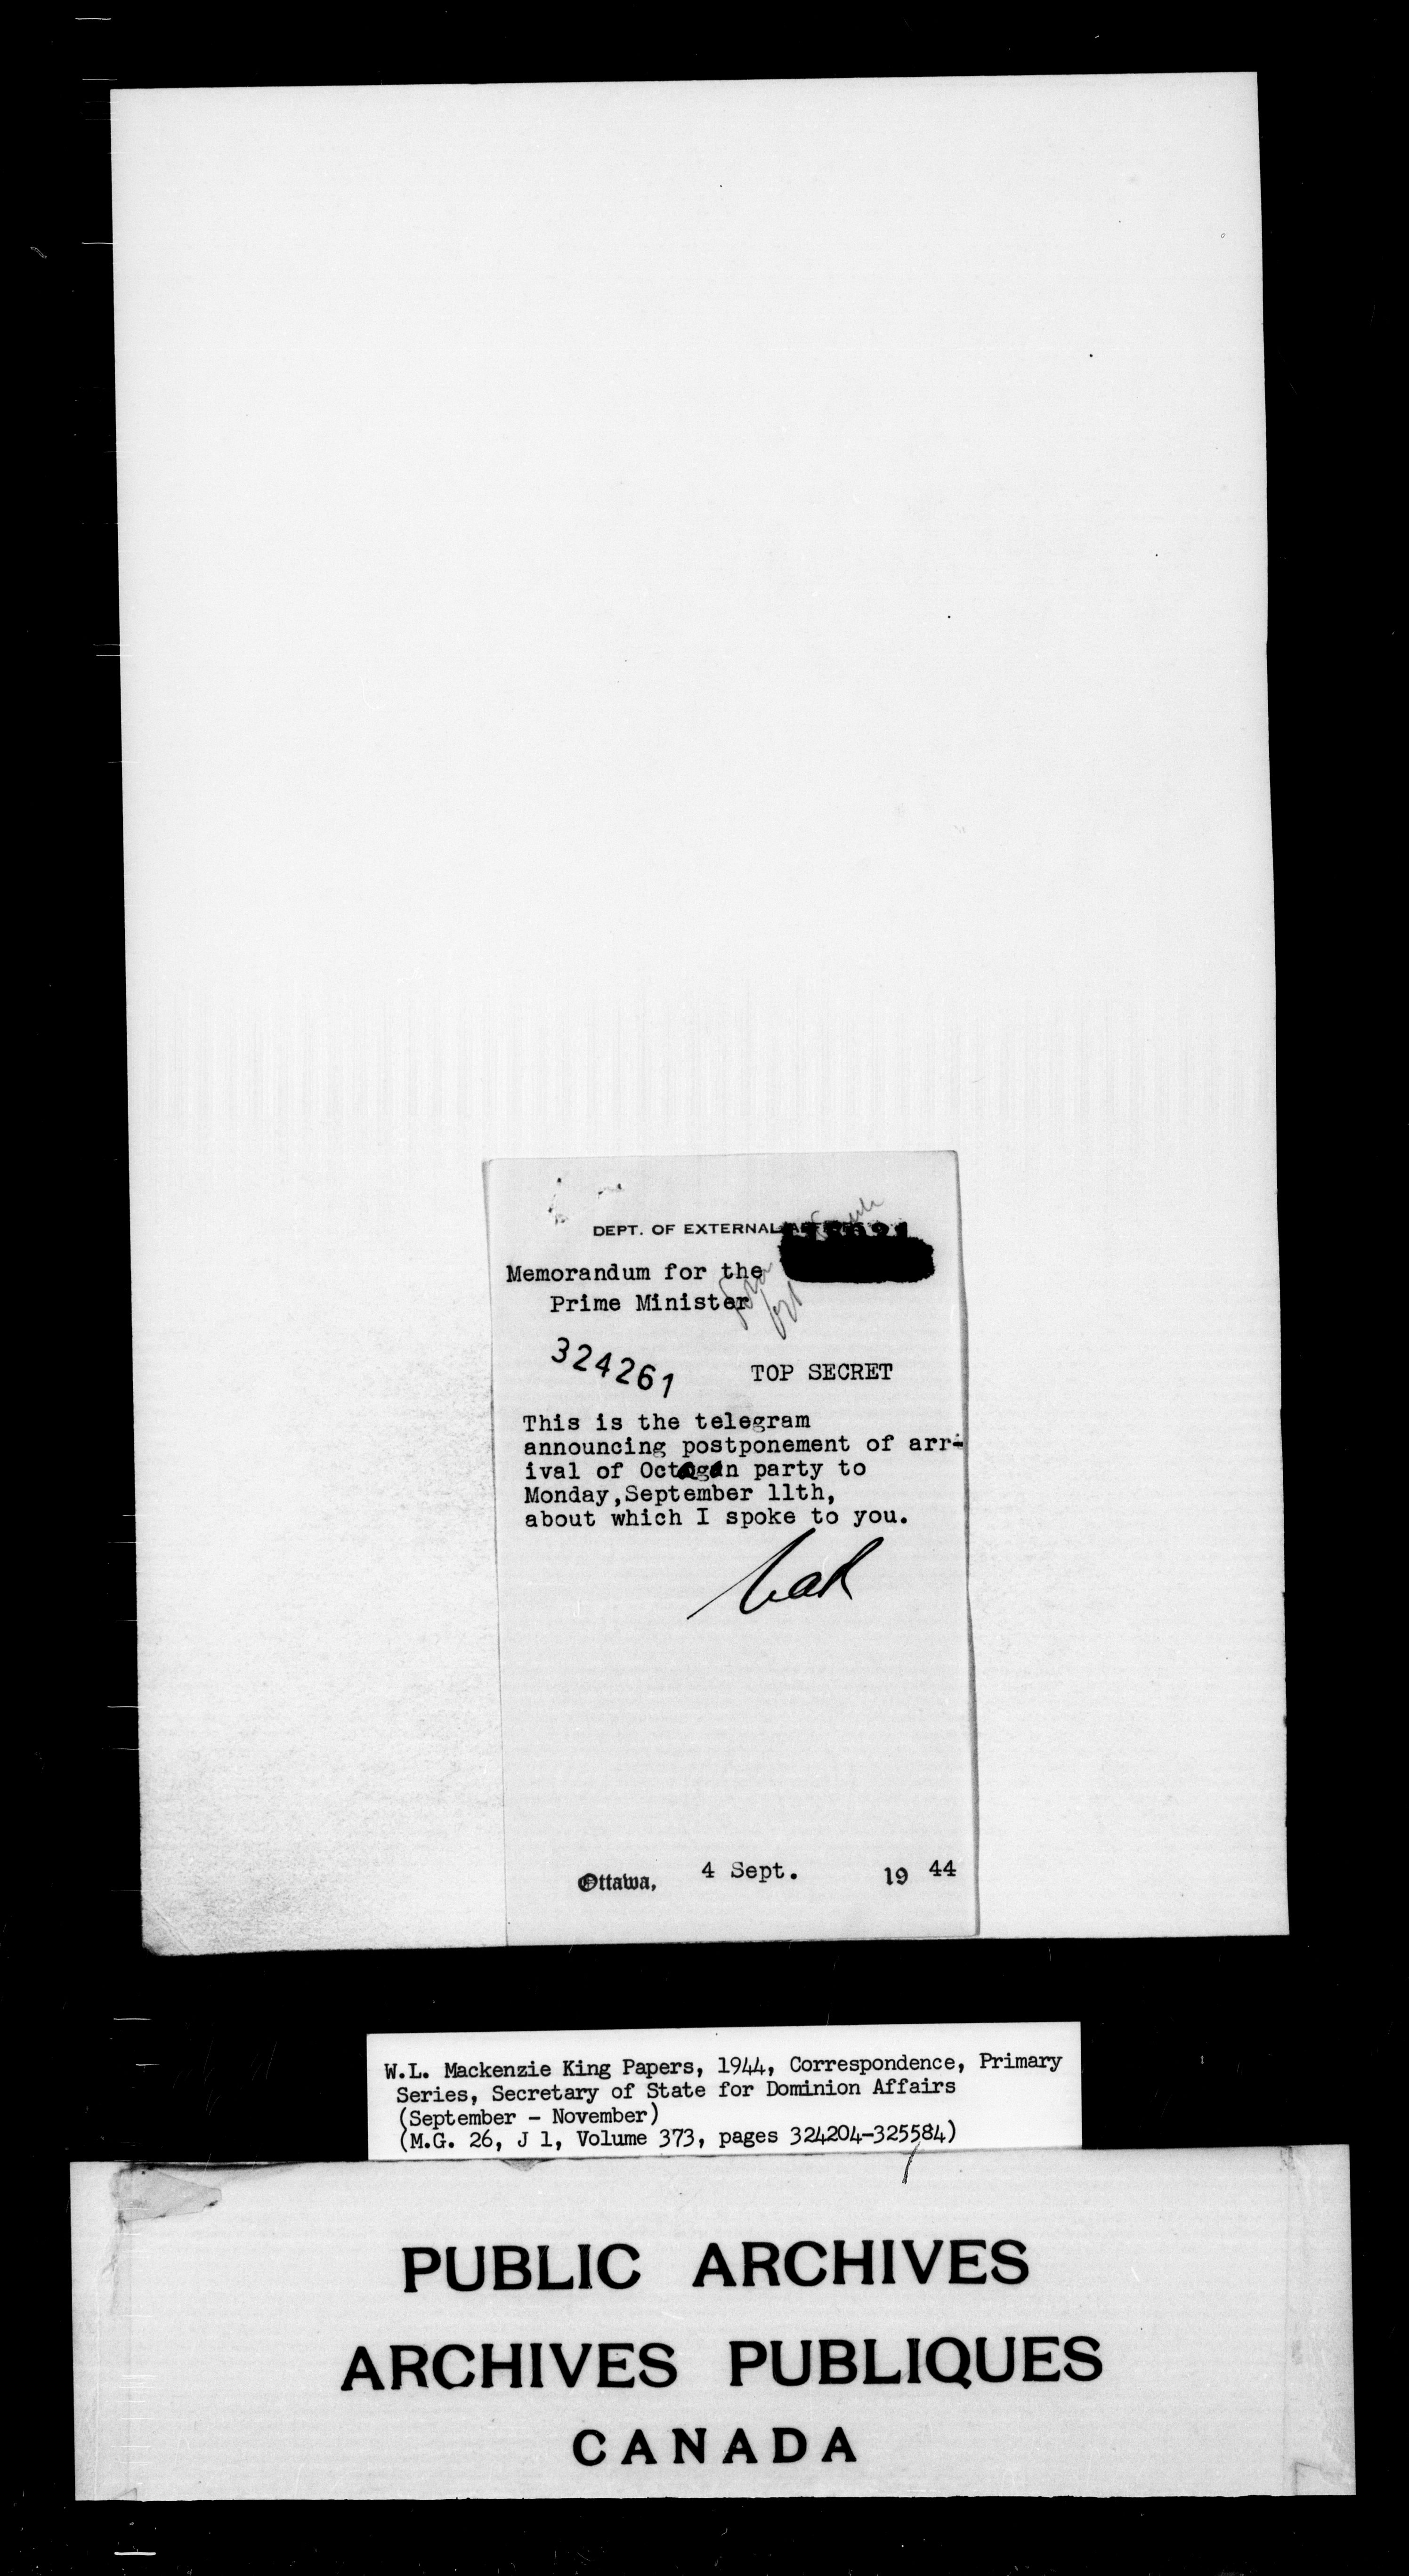 DEPT. OF EXTERNAL AFFAIRS
Memorandum for the
Prime Minister
324261
TOP SECRET
This is the telegram
announcing postponement of arr-
ival of Octogon party to
Monday,September 11th,
about which I spoke to you.
Ottawa, 4 Sept. 19 44
W.L. Mackenzie King Papers, 1944, Correspondence, Primary
Series, Secretary of State for Dominion Affairs
(September - November)
(M.G. 26, J 1, Volume 373, pages 324204-325584)
PUBLIC ARCHIVES
ARCHIVES PUBLIQUES
CANADA